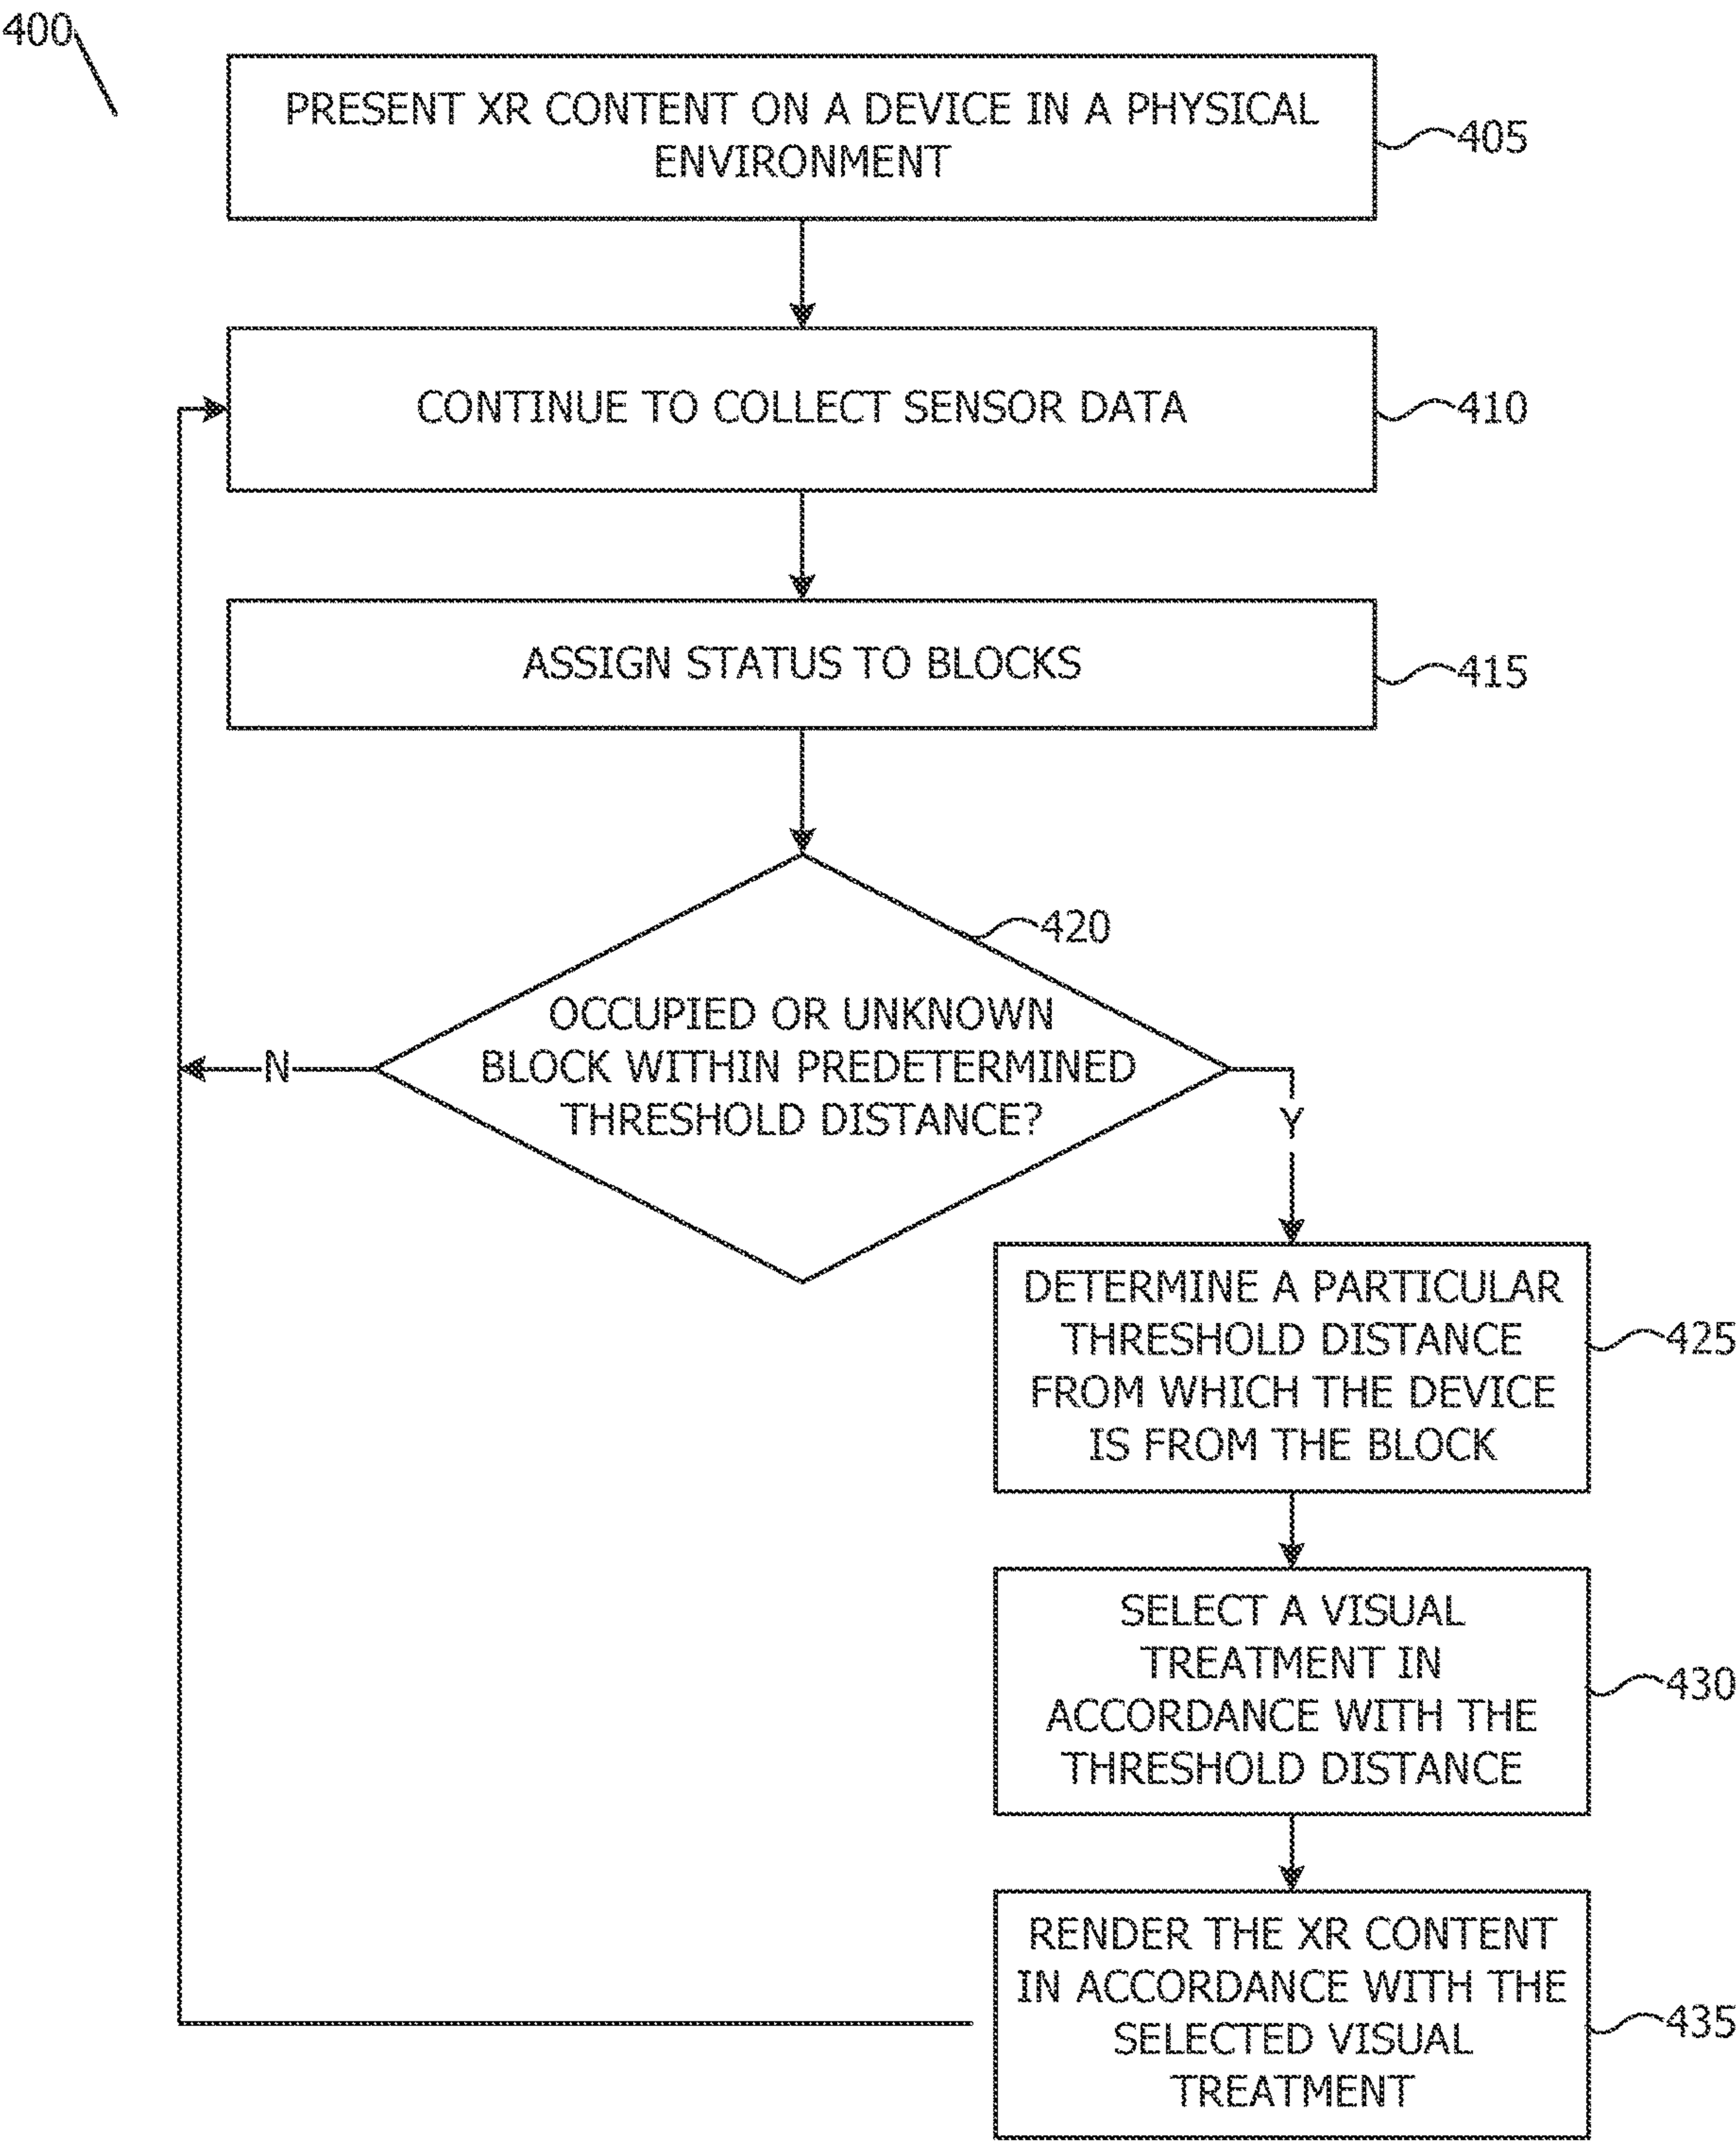 400
PRESENT XR CONTENT ON A DEVICE IN A PHYSICAL
ENVIRONMENT
405
CONTINUE TO COLLECT SENSOR DATA
410
ASSIGN STATUS TO BLOCKS
415
420
OCCUPIED OR UNKNOWN
BLOCK WITHIN PREDETERMINED
THRESHOLD DISTANCE?
N
Y
DETERMINE A PARTICULAR
THRESHOLD DISTANCE
FROM WHICH THE DEVICE
IS FROM THE BLOCK
425
SELECT A VISUAL
TREATMENT IN
ACCORDANCE WITH THE
THRESHOLD DISTANCE
430
RENDER THE XR CONTENT
IN ACCORDANCE WITH THE
SELECTED VISUAL
TREATMENT
435